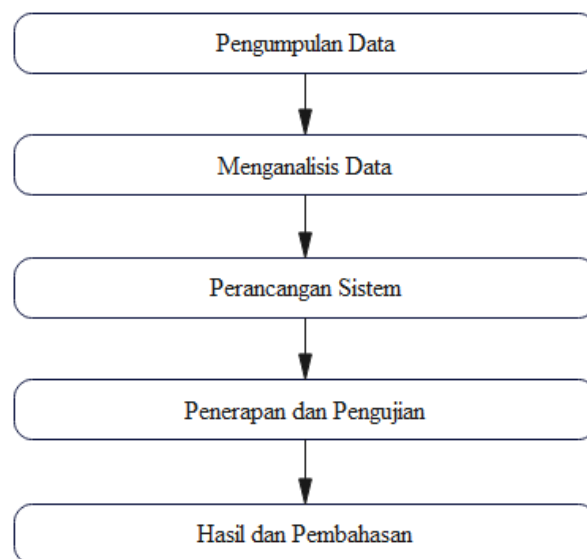 Pengumpulan Data
Menganalisis Data
Perancangan Sistem
Penerapan dan Pengujian
Hasil dan Pembahasan